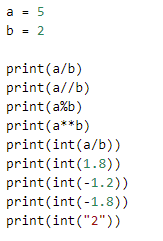 a = 5
b = 2

print(a/b)
print(a//b)
print(a%b)
print(a**b)
print(int(a/b))
print(int(1.8))
print(int(-1.2))
print(int(-1.8))
print(int("2"))